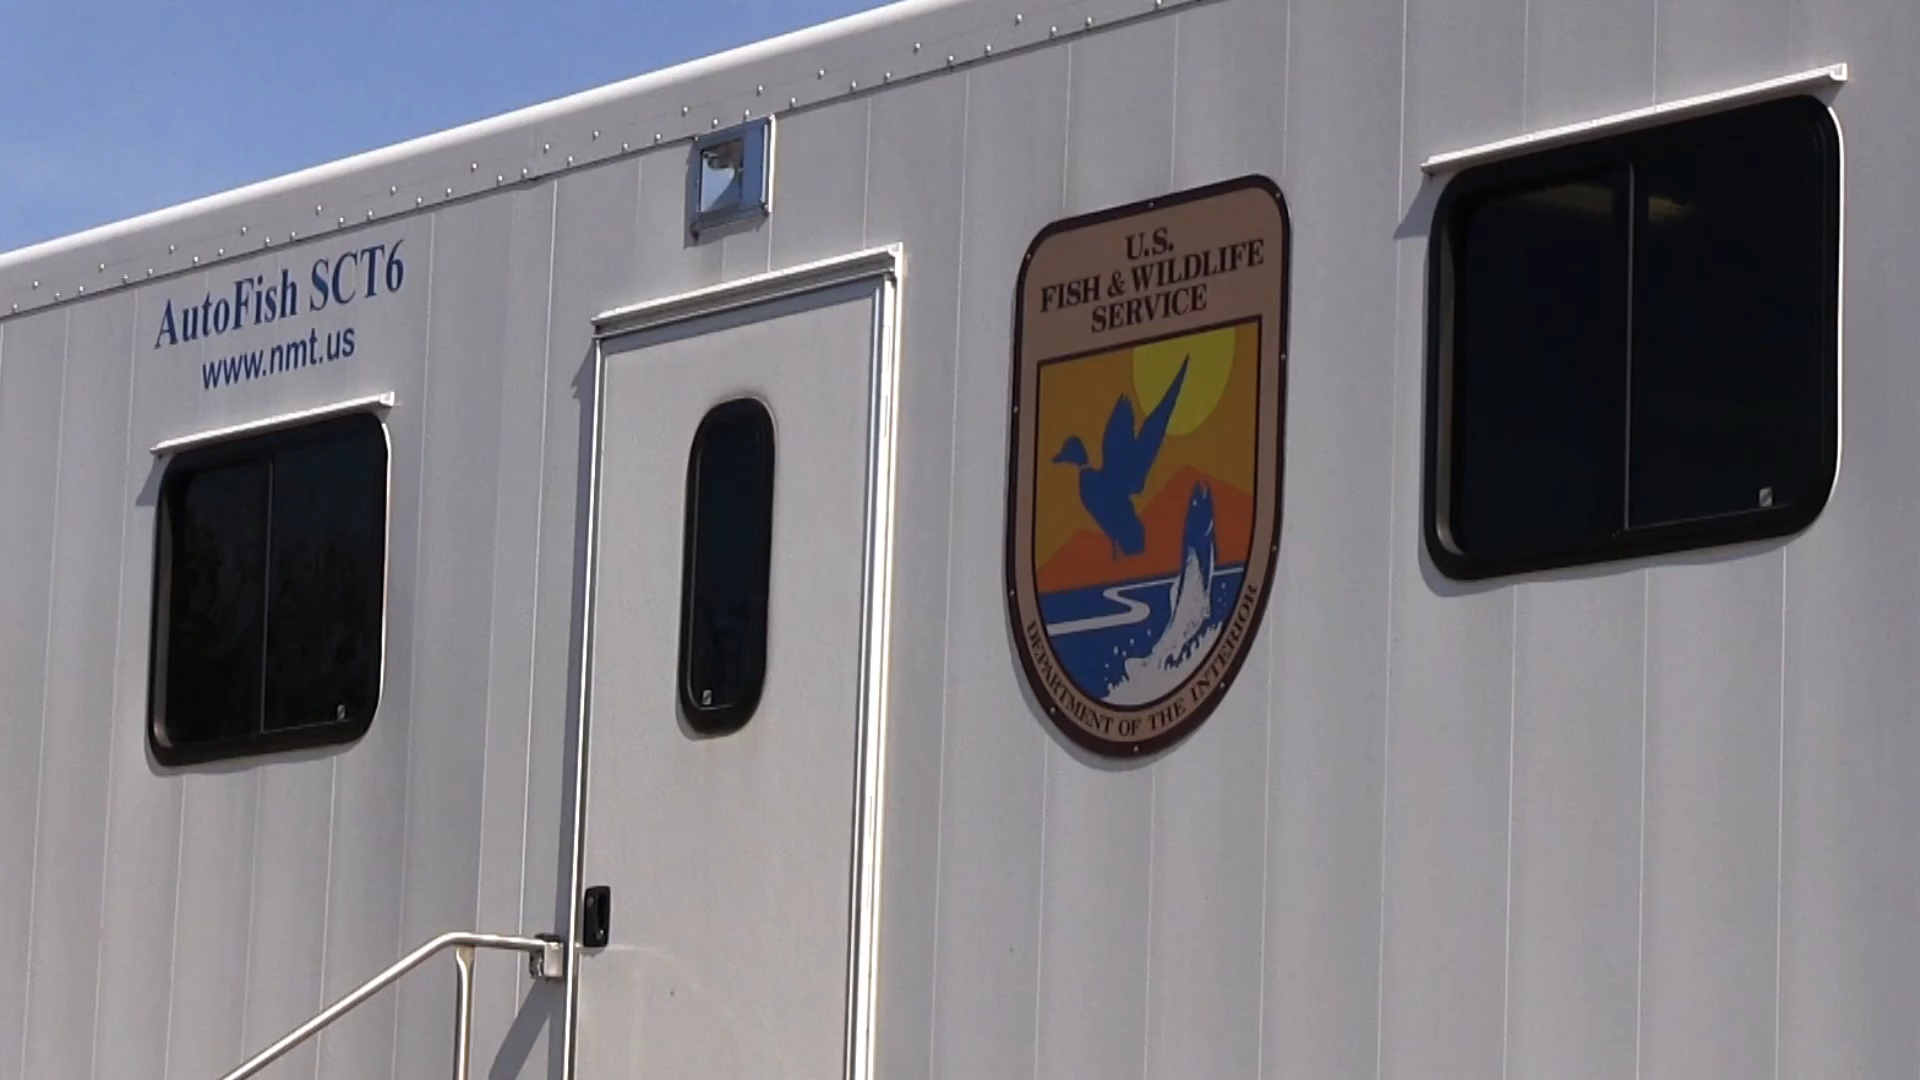 AutoFish SCT6
www.nmt.us
U.S.
FISH & WILDLIFE
SERVICE
DEPARTMENT OF THE INTERIOR